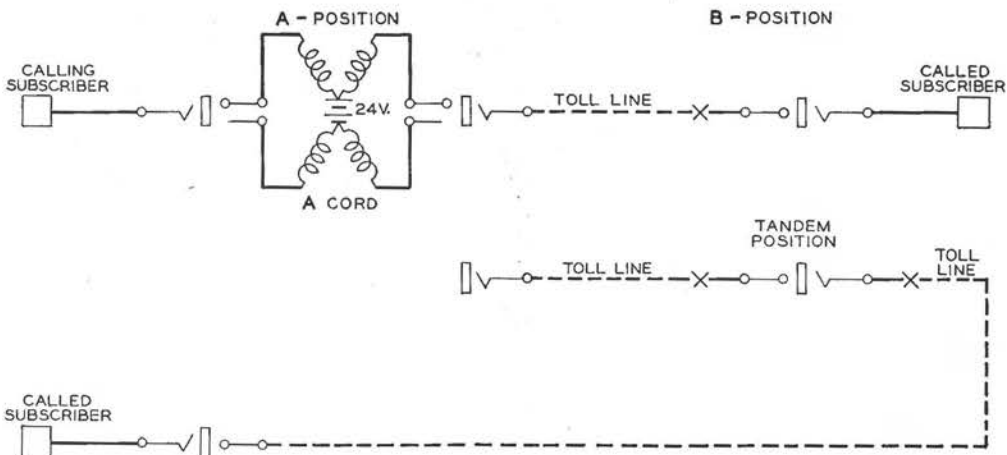 A - POSITION
B - POSITION
CALLING
SUBSCRIBER
24V.
TOLL LINE
CALLED
SUBSCRIBER
A CORD
TANDEM
POSITION
TOLL LINE
TOLL
LINE
CALLED
SUBSCRIBER